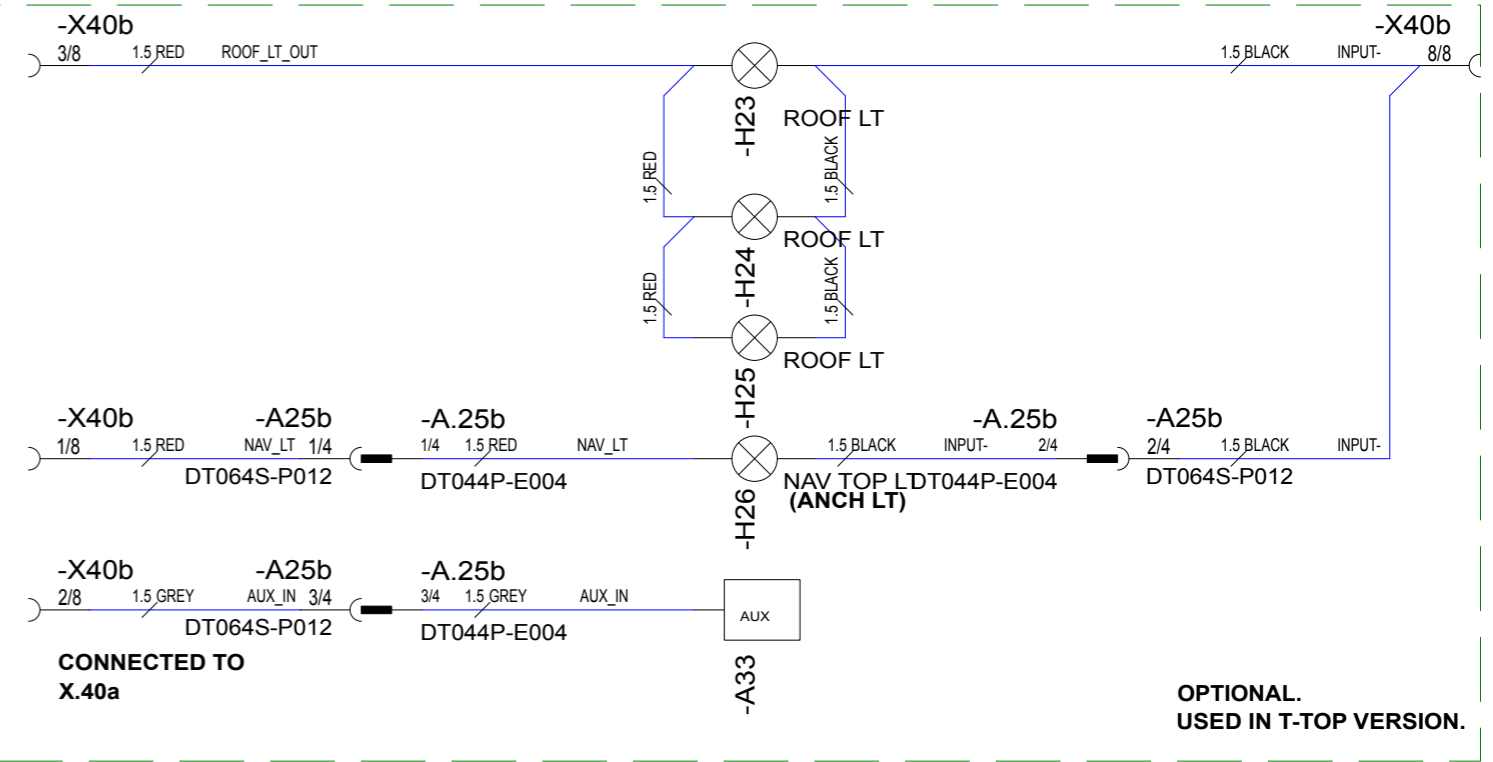 -X40b
-X40b
3/8 1.5 RED ROOF_LT_OUT
1.5 BLACK INPUT- 8/8
-H23
ROOF LT
1.5 RED
1.5 BLACK
-H24
ROOF LT
1.5 RED
1.5 BLACK
-H25
ROOF LT
-X40b -A25b -A.25b -A.25b -A25b
1/8 1.5 RED NAV_LT 1/4 1/4 1.5 RED NAV_LT 1.5 BLACK INPUT- 2/4 2/4 1.5 BLACK INPUT-
DT064S-P012 DT044P-E004 NAV TOP LT DT044P-E004 DT064S-P012
(ANCH LT)
-H26
-X40b -A25b -A.25b
2/8 1.5 GREY AUX_IN 3/4 3/4 1.5 GREY AUX_IN
AUX
DT064S-P012 DT044P-E004
-A33
CONNECTED TO
X.40a
OPTIONAL.
USED IN T-TOP VERSION.